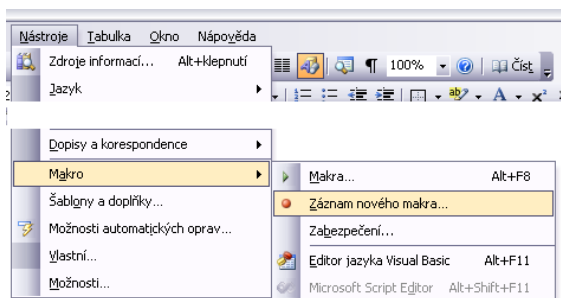 Nástroje Tabulka Okno Nápověda
Zdroje informací... Alt+klepnutí
100% Číst
Jazyk
Dopisy a korespondence
Makro
Makra... Alt+F8
Šablony a doplňky...
Záznam nového makra...
Možnosti automatických oprav...
Zabezpečení...
Vlastní...
Editor jazyka Visual Basic Alt+F11
Možnosti...
Microsoft Script Editor Alt+Shift+F11